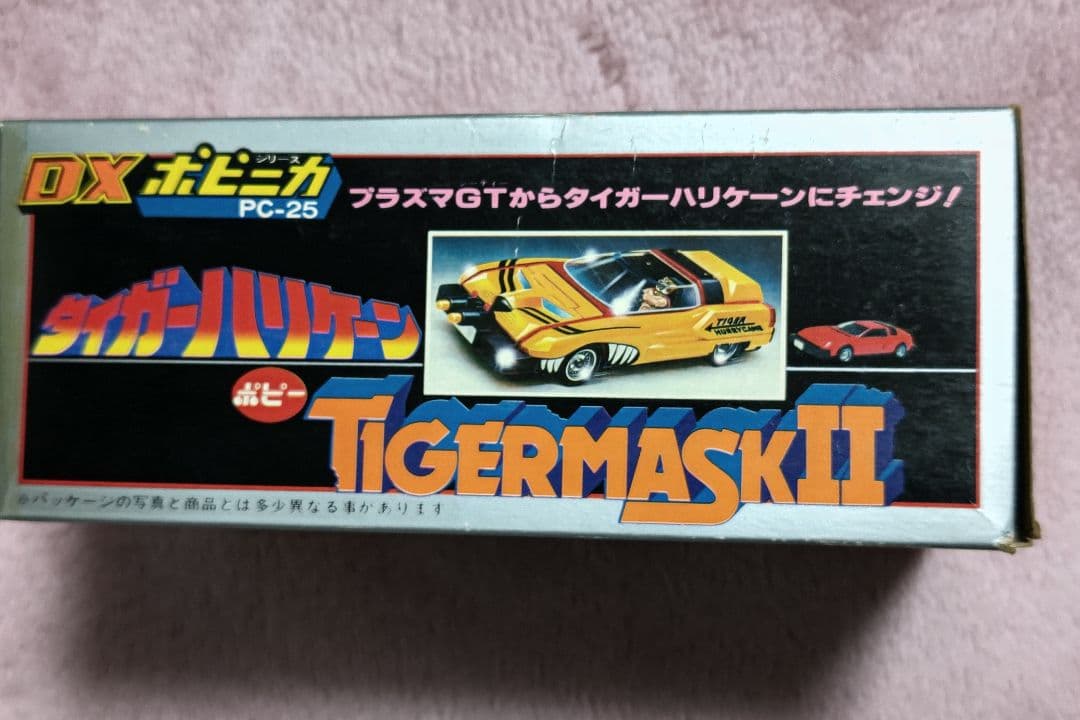 DX ポピニカ シリーズ
PC-25
プラズマGTからタイガーハリケーンにチェンジ!
タイガーハリケーン
TIGAR
HURRYCANE
ポピー
TIGERMASKII
※パッケージの写真と商品とは多少異なる事があります